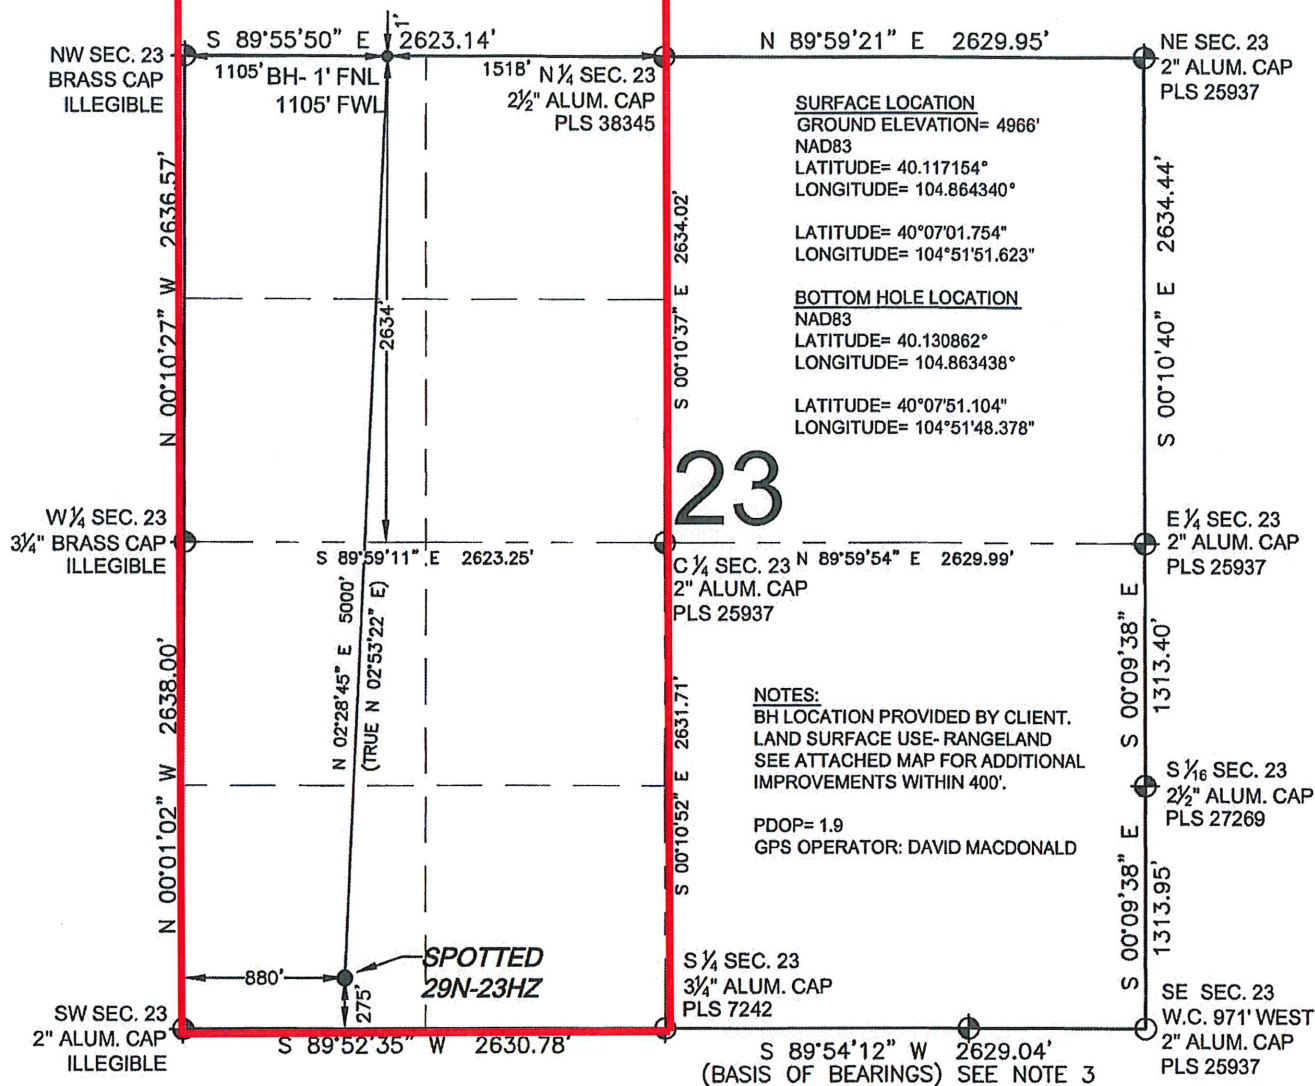 1'
S 89°55'50" E 2623.14'
N 89°59'21" E 2629.95'
NW SEC. 23
BRASS CAP
ILLEGIBLE
1105'
BH- 1' FNL
1105' FWL
1518'
N ¼ SEC. 23
2½" ALUM. CAP
PLS 38345
NE SEC. 23
2" ALUM. CAP
PLS 25937
SURFACE LOCATION
GROUND ELEVATION= 4966'
NAD83
LATITUDE= 40.117154°
LONGITUDE= 104.864340°
LATITUDE= 40°07'01.754"
LONGITUDE= 104°51'51.623"
BOTTOM HOLE LOCATION
NAD83
LATITUDE= 40.130862°
LONGITUDE= 104.863438°
LATITUDE= 40°07'51.104"
LONGITUDE= 104°51'48.378"
N 00°10'27" W 2636.57'
2634'
S 00°10'37" E 2634.02'
S 00°10'40" E 2634.44'
23
W ¼ SEC. 23
3¼" BRASS CAP
ILLEGIBLE
S 89°59'11" E 2623.25'
C ¼ SEC. 23
2" ALUM. CAP
PLS 25937
N 89°59'54" E 2629.99'
E ¼ SEC. 23
2" ALUM. CAP
PLS 25937
N 00°01'02" W 2638.00'
N 02°28'45" E 5000'
(TRUE N 02°53'22" E)
S 00°10'52" E 2631.71'
NOTES:
BH LOCATION PROVIDED BY CLIENT.
LAND SURFACE USE- RANGELAND
SEE ATTACHED MAP FOR ADDITIONAL
IMPROVEMENTS WITHIN 400'.
PDOP= 1.9
GPS OPERATOR: DAVID MACDONALD
S 00°09'38" E
1313.40'
S 1/16 SEC. 23
2½" ALUM. CAP
PLS 27269
S 00°09'38" E
1313.95'
880'
SPOTTED
29N-23HZ
275'
S ¼ SEC. 23
3¼" ALUM. CAP
PLS 7242
SW SEC. 23
2" ALUM. CAP
ILLEGIBLE
S 89°52'35" W 2630.78'
S 89°54'12" W 2629.04'
(BASIS OF BEARINGS) SEE NOTE 3
SE SEC. 23
W.C. 971' WEST
2" ALUM. CAP
PLS 25937